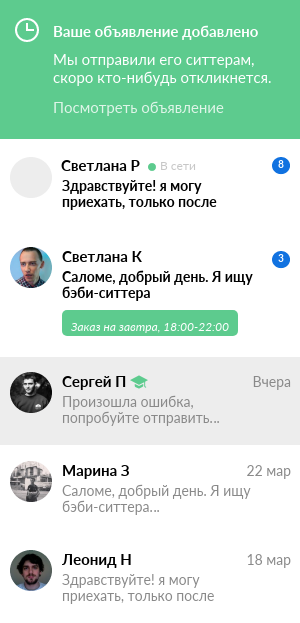 Ваше объявление добавлено
Мы отправили его ситтерам,
скоро кто-нибудь откликнется.
Посмотреть объявление
Светлана Р В сети 8
Здравствуйте! я могу
приехать, только после
Светлана К 3
Саломе, добрый день. Я ищу
бэби-ситтера
Заказ на завтра, 18:00-22:00
Сергей П Вчера
Произошла ошибка,
попробуйте отправить...
Марина З 22 мар
Саломе, добрый день. Я ищу
бэби-ситтера...
Леонид Н 18 мар
Здравствуйте! я могу
приехать, только после